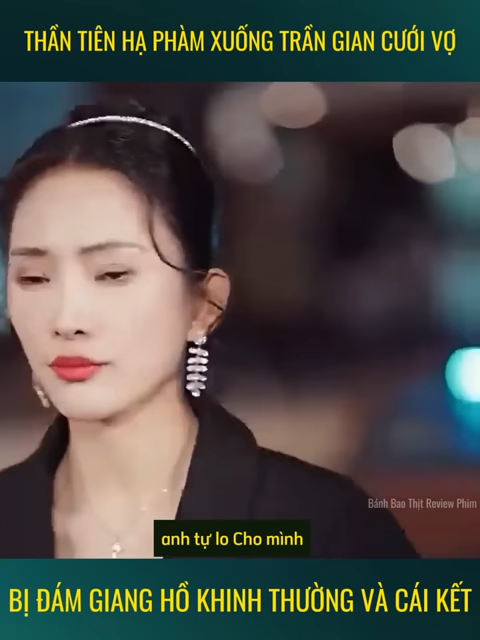 THẦN TIÊN HẠ PHÀM XUỐNG TRẦN GIAN CƯỚI VỢ
Bánh Bao Thịt Review Phim
anh tự lo Cho mình
BỊ ĐÁM GIANG HỒ KHINH THƯỜNG VÀ CÁI KẾT